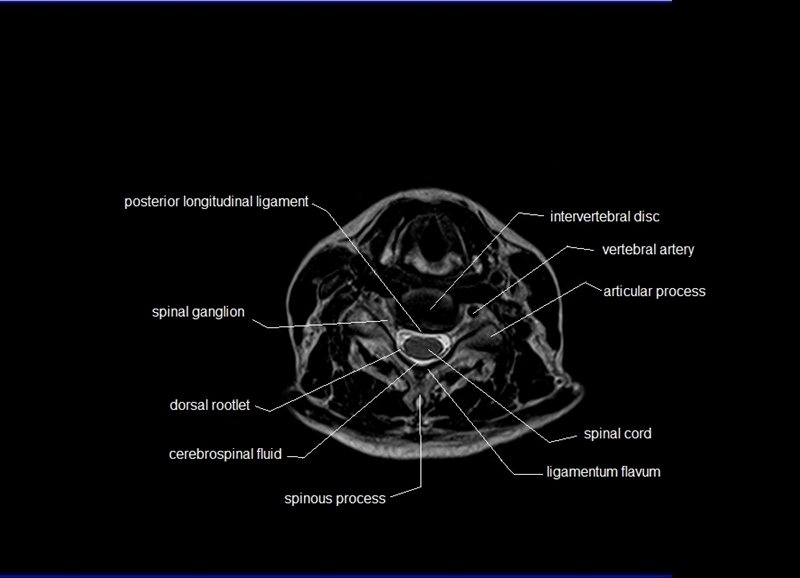 posterior longitudinal ligament
intervertebral disc
vertebral artery
articular process
spinal ganglion
dorsal rootlet
spinal cord
cerebrospinal fluid
ligamentum flavum
spinous process